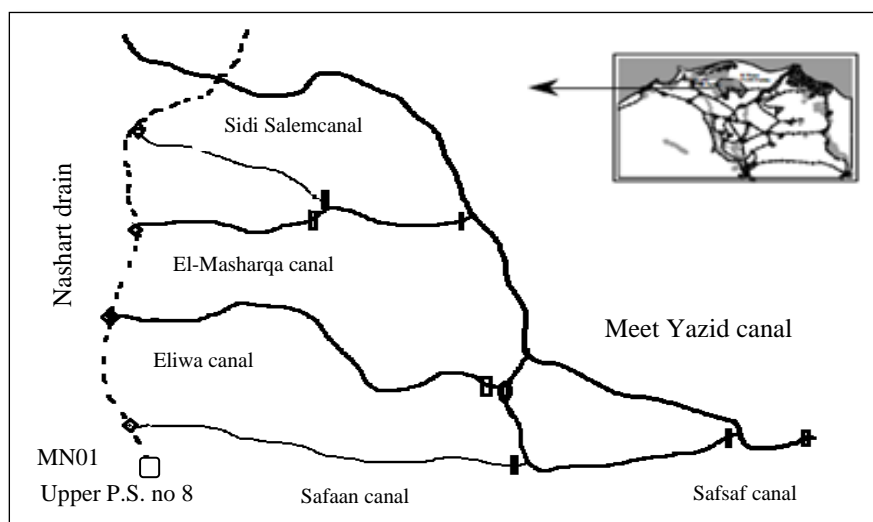 Sidi Salemcanal
Nashart drain
El-Masharqa canal
Meet Yazid canal
Eliwa canal
MN01
Upper P.S. no 8
Safaan canal
Safsaf canal